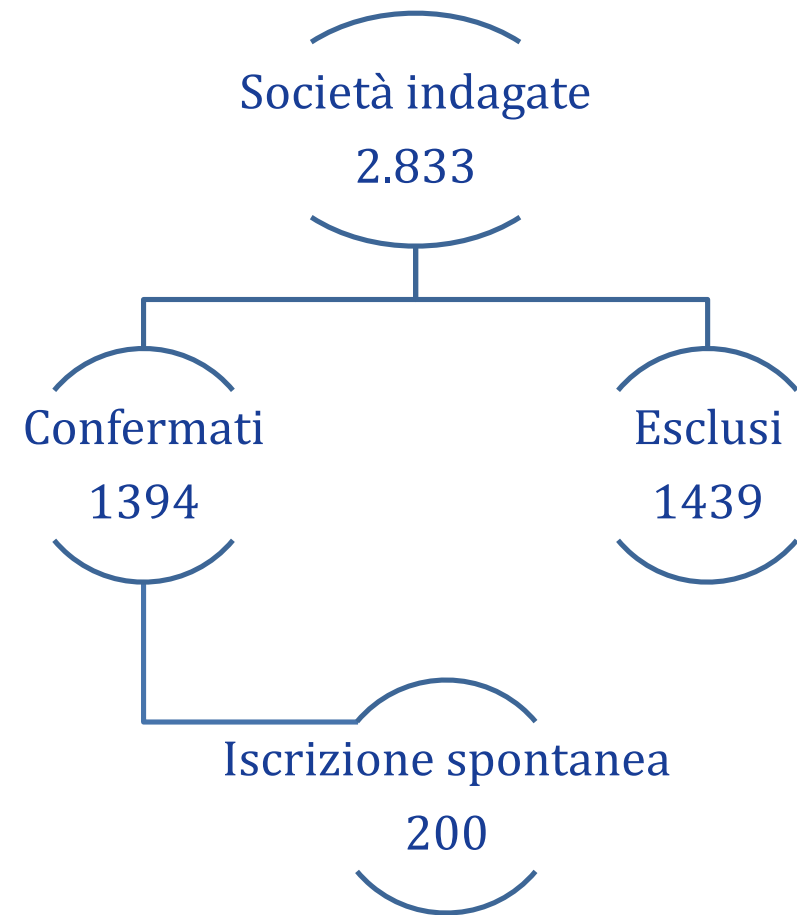 Società indagate
2.833
Confermati
1394
Esclusi
1439
Iscrizione spontanea
200